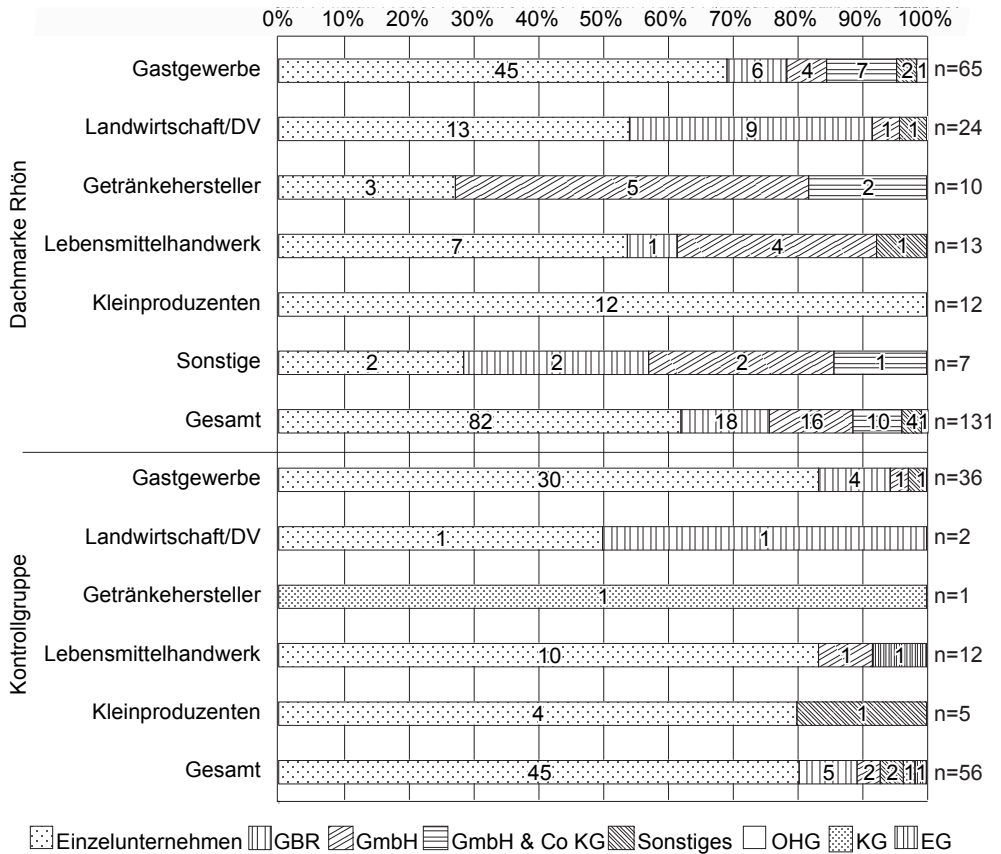 0% 10% 20% 30% 40% 50% 60% 70% 80% 90% 100%
Dachmarke Rhön
Gastgewerbe 45 6 4 7 2 1 n=65
Landwirtschaft/DV 13 9 1 1 n=24
Getränkehersteller 3 5 2 n=10
Lebensmittelhandwerk 7 1 4 1 n=13
Kleinproduzenten 12 n=12
Sonstige 2 2 2 1 n=7
Gesamt 82 18 16 10 4 1 n=131
Kontrollgruppe
Gastgewerbe 30 4 1 1 n=36
Landwirtschaft/DV 1 1 n=2
Getränkehersteller 1 n=1
Lebensmittelhandwerk 10 1 1 n=12
Kleinproduzenten 4 1 n=5
Gesamt 45 5 2 2 1 1 n=56
Einzelunternehmen GBR GmbH GmbH & Co KG Sonstiges OHG KG EG